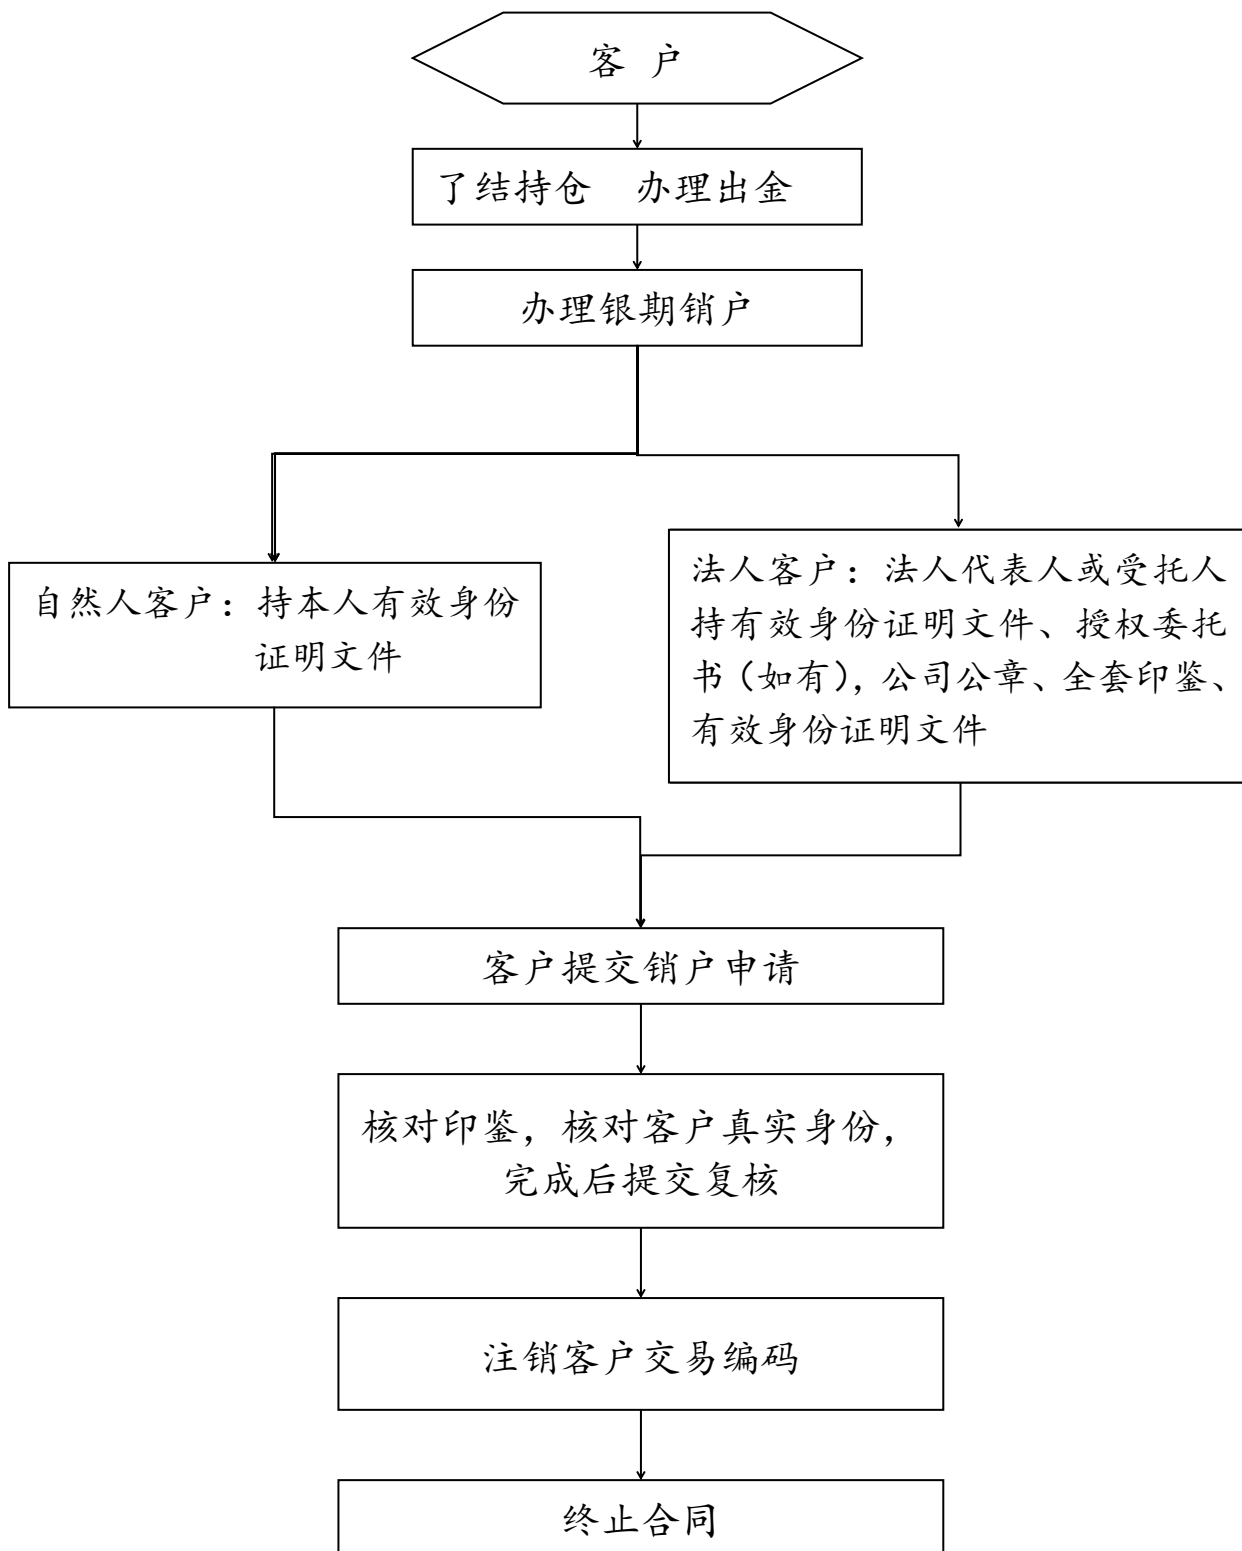 客 户
了结持仓 办理出金
办理银期销户
自然人客户：持本人有效身份
证明文件
法人客户：法人代表人或受托人
持有效身份证明文件、授权委托
书（如有），公司公章、全套印鉴、
有效身份证明文件
客户提交销户申请
核对印鉴，核对客户真实身份，
完成后提交复核
注销客户交易编码
终止合同